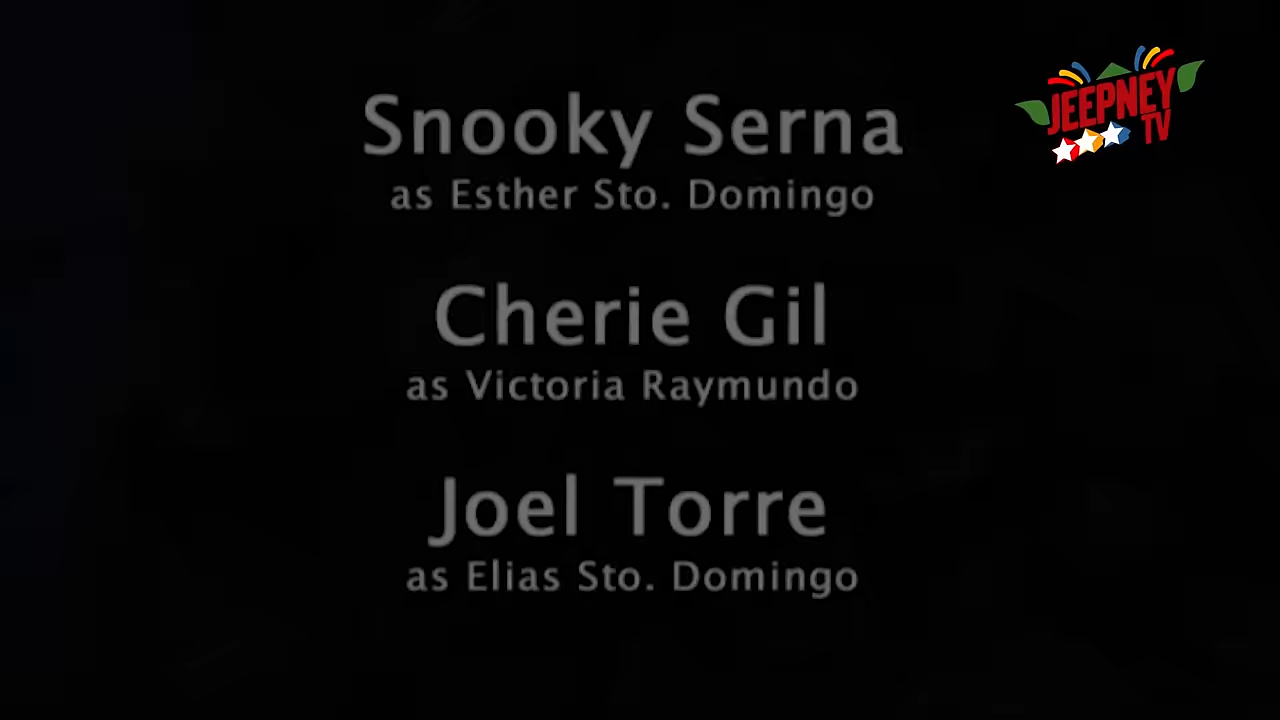 Snooky Serna
as Esther Sto. Domingo
JEEPNEY
TV
Cherie Gil
as Victoria Raymundo
Joel Torre
as Elias Sto. Domingo